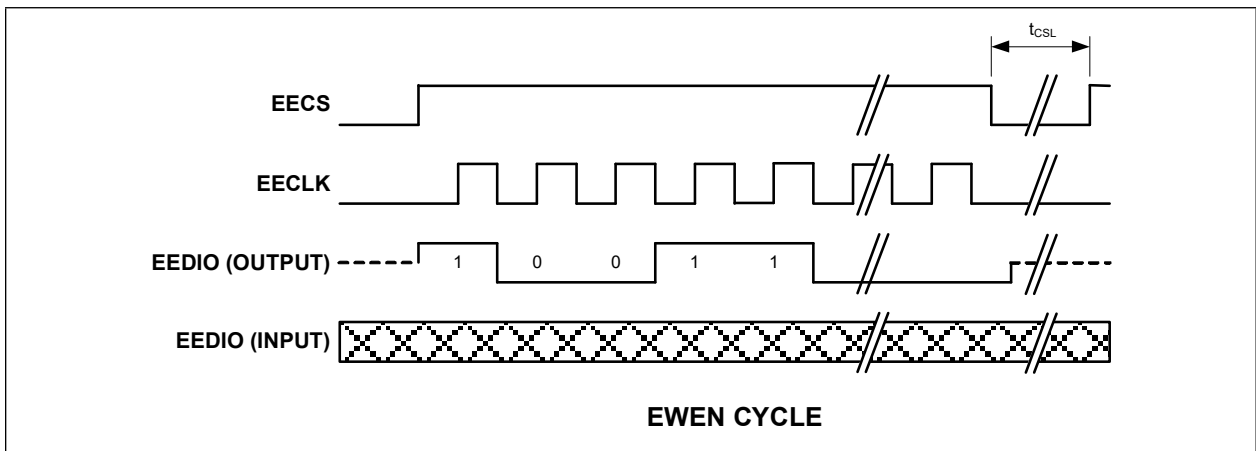 tCSL
EECS
EECLK
EEDIO (OUTPUT)
1 0 0 1 1
EEDIO (INPUT)
EWEN CYCLE